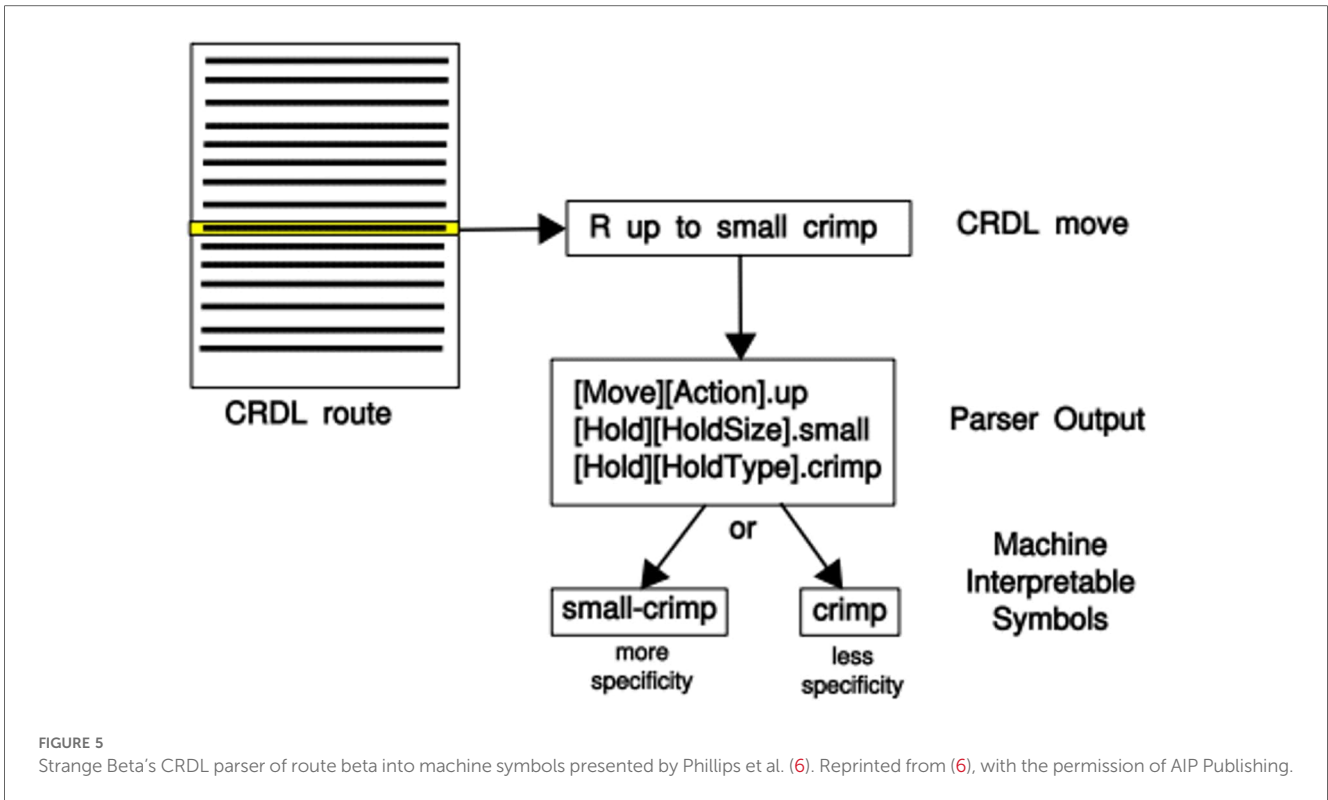 R up to small crimp
CRDL move
CRDL route
[Move][Action].up
[Hold][HoldSize].small
[Hold][HoldType].crimp
Parser Output
or
small-crimp
crimp
more
specificity
less
specificity
Machine
Interpretable
Symbols
FIGURE 5
Strange Beta’s CRDL parser of route beta into machine symbols presented by Phillips et al. (6). Reprinted from (6), with the permission of AIP Publishing.